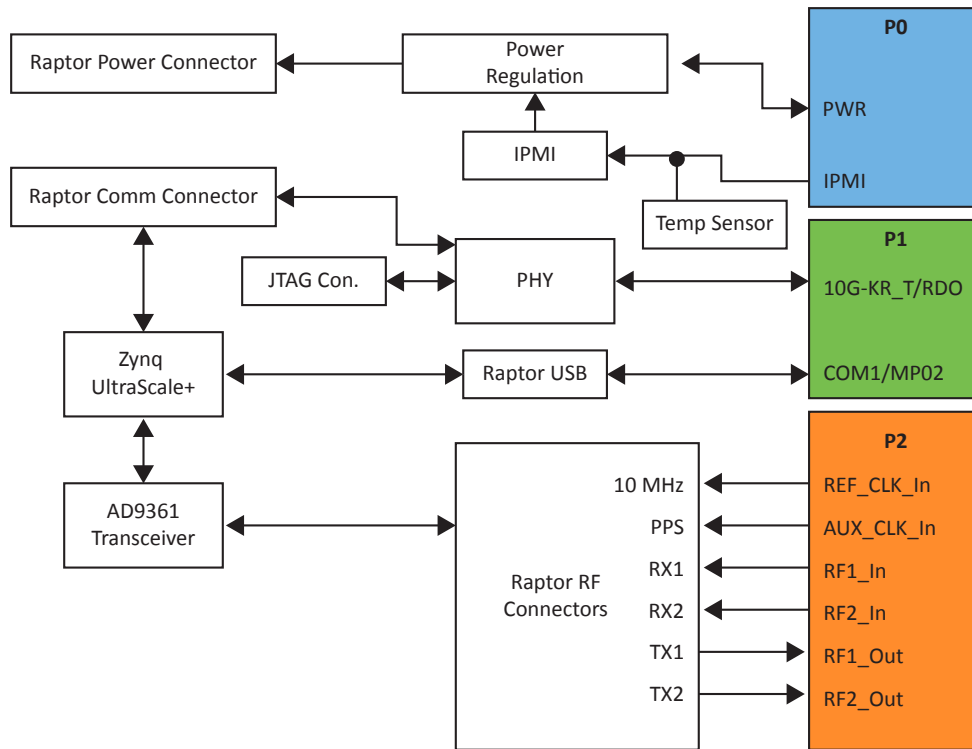 P0
Raptor Power Connector
Power
Regulation
PWR
IPMI
IPMI
Raptor Comm Connector
Temp Sensor
P1
JTAG Con.
PHY
10G-KR_T/RDO
Zynq
UltraScale+
Raptor USB
COM1/MP02
P2
10 MHz
REF_CLK_In
AD9361
Transceiver
PPS
AUX_CLK_In
RX1
RF1_In
Raptor RF
Connectors
RX2
RF2_In
TX1
RF1_Out
TX2
RF2_Out